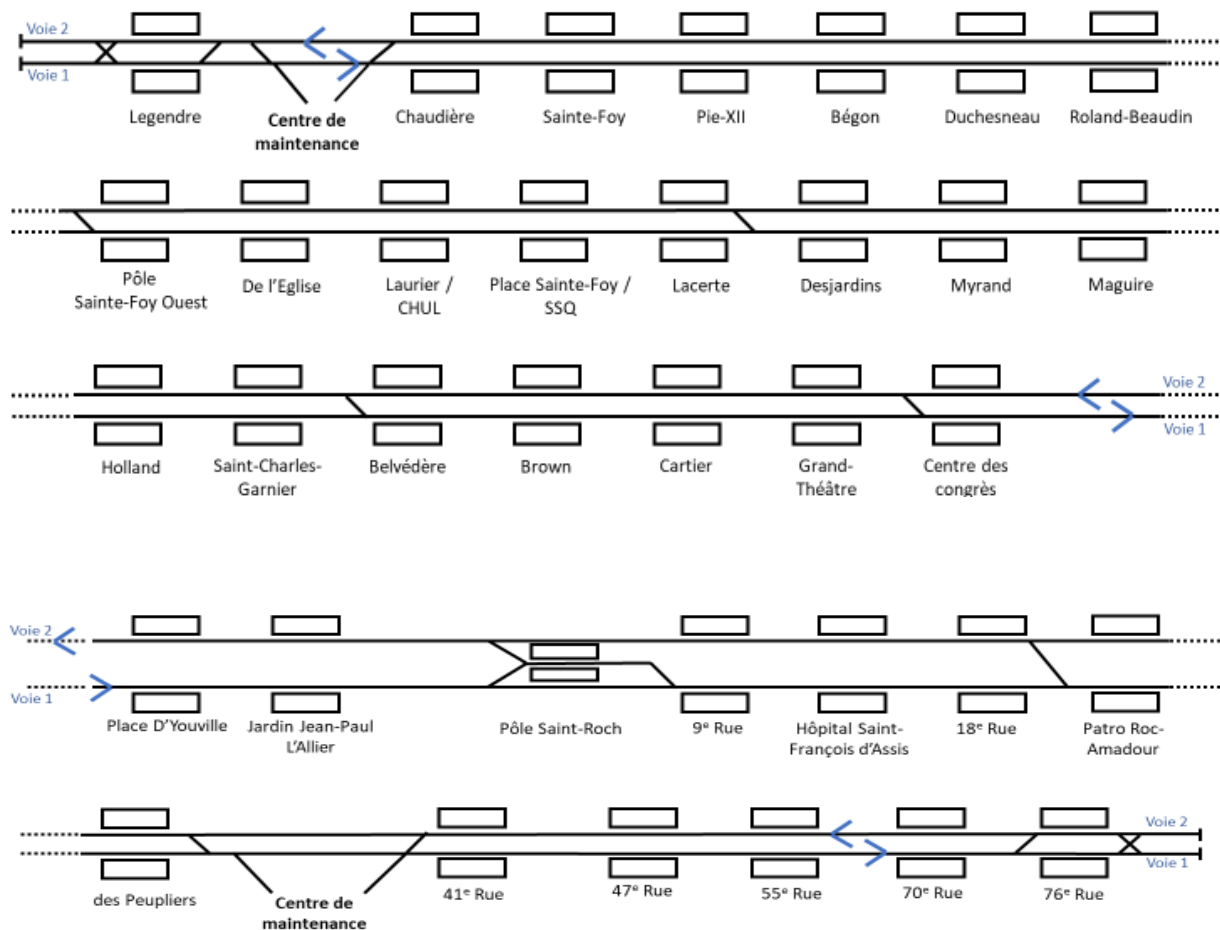 Voie 2
Voie 1
Legendre
Centre de
maintenance
Chaudière
Sainte-Foy
Pie-XII
Bégon
Duchesneau
Roland-Beaudin
Pôle
Sainte-Foy Ouest
De l'Eglise
Laurier /
CHUL
Place Sainte-Foy /
SSQ
Lacerte
Desjardins
Myrand
Maguire
Voie 2
Voie 1
Holland
Saint-Charles-
Garnier
Belvédère
Brown
Cartier
Grand-
Théâtre
Centre des
congrès
Voie 2
Voie 1
Place D'Youville
Jardin Jean-Paul
L'Allier
Pôle Saint-Roch
9e Rue
Hôpital Saint-
François d'Assis
18e Rue
Patro Roc-
Amadour
Voie 2
Voie 1
des Peupliers
Centre de
maintenance
41e Rue
47e Rue
55e Rue
70e Rue
76e Rue